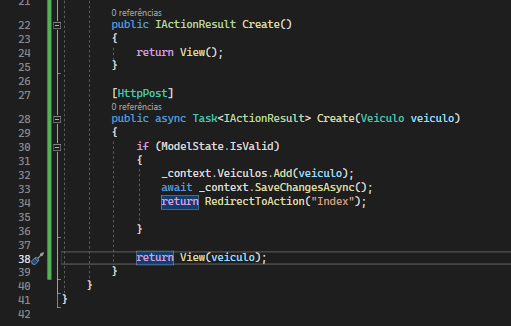 21
0 referências
22 public IActionResult Create()
23 {
24 return View();
25 }
26
27 [HttpPost]
0 referências
28 public async Task<IActionResult> Create(Veiculo veiculo)
29 {
30 if (ModelState.IsValid)
31 {
32 _context.Veiculos.Add(veiculo);
33 await _context.SaveChangesAsync();
34 return RedirectToAction("Index");
35
36 }
37
38 return View(veiculo);
39 }
40 }
41 }
42